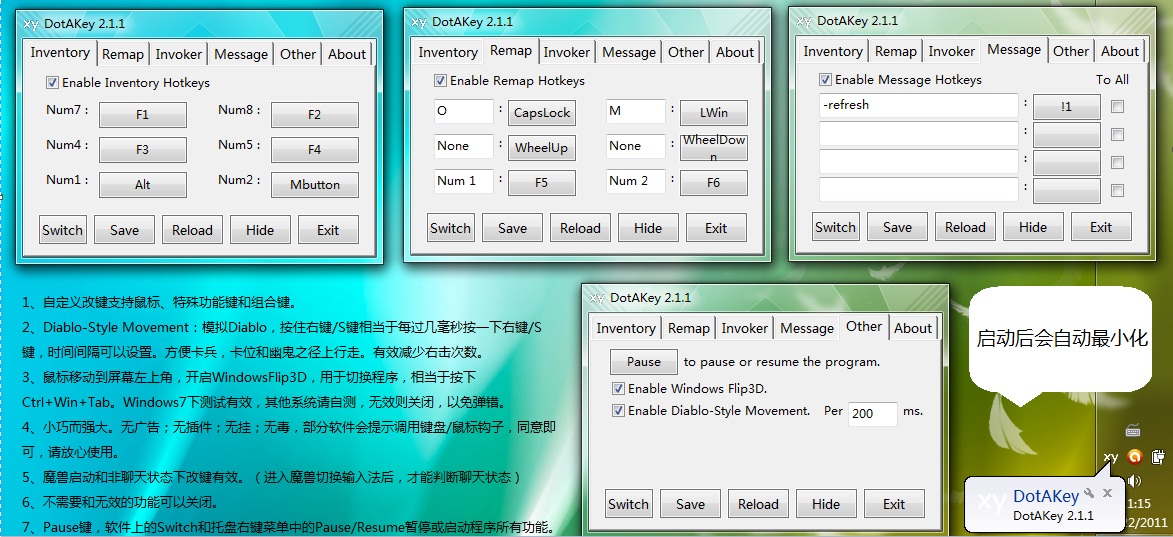 xy DotAKey 2.1.1
Inventory Remap Invoker Message Other About
Enable Inventory Hotkeys
Num7 : F1 Num8 : F2
Num4 : F3 Num5 : F4
Num1 : Alt Num2 : Mbutton
Switch Save Reload Hide Exit
xy DotAKey 2.1.1
Inventory Remap Invoker Message Other About
Enable Remap Hotkeys
O : CapsLock M : LWin
None : WheelUp None : WheelDow
n
Num 1 : F5 Num 2 : F6
Switch Save Reload Hide Exit
xy DotAKey 2.1.1
Inventory Remap Invoker Message Other About
Enable Message Hotkeys To All
-refresh : !1
:
:
:
Switch Save Reload Hide Exit
1、自定义改键支持鼠标、特殊功能键和组合键。
2、Diablo-Style Movement：模拟Diablo，按住右键/S键相当于每过几毫秒按一下右键/S
键，时间间隔可以设置。方便卡兵，卡位和幽鬼之径上行走。有效减少右击次数。
3、鼠标移动到屏幕左上角，开启WindowsFlip3D，用于切换程序，相当于按下
Ctrl+Win+Tab。Windows7下测试有效，其他系统请自测，无效则关闭，以免弹错。
4、小巧而强大。无广告；无插件；无挂；无毒，部分软件会提示调用键盘/鼠标钩子，同意即
可，请放心使用。
5、魔兽启动和非聊天状态下改键有效。（进入魔兽切换输入法后，才能判断聊天状态）
6、不需要和无效的功能可以关闭。
7、Pause键，软件上的Switch和托盘右键菜单中的Pause/Resume暂停或启动程序所有功能。
xy DotAKey 2.1.1
Inventory Remap Invoker Message Other About
Pause to pause or resume the program.
Enable Windows Flip3D.
Enable Diablo-Style Movement. Per 200 ms.
Switch Save Reload Hide Exit
启动后会自动最小化
xy
xy DotAKey
DotAKey 2.1.1
1:15
2/2011